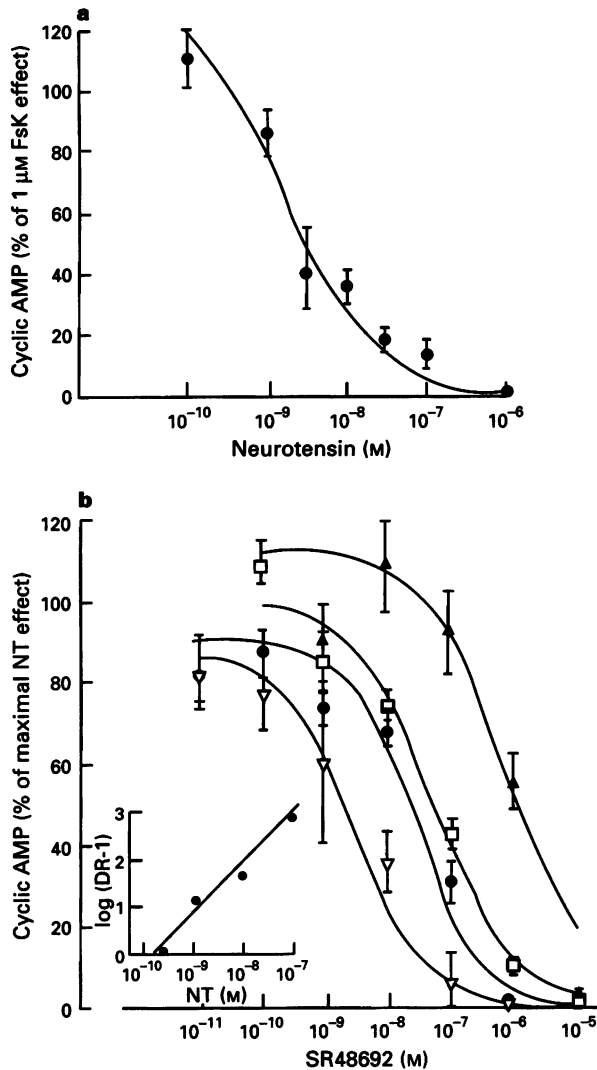 a
Cyclic AMP (% of 1 μM FsK effect)
120
100
80
60
40
20
0
10⁻¹⁰ 10⁻⁹ 10⁻⁸ 10⁻⁷ 10⁻⁶
Neurotensin (M)
b
Cyclic AMP (% of maximal NT effect)
120
100
80
60
40
20
0
log (DR-1)
3
2
1
0
10⁻¹⁰ 10⁻⁹ 10⁻⁸ 10⁻⁷
NT (M)
10⁻¹¹ 10⁻¹⁰ 10⁻⁹ 10⁻⁸ 10⁻⁷ 10⁻⁶ 10⁻⁵
SR48692 (M)